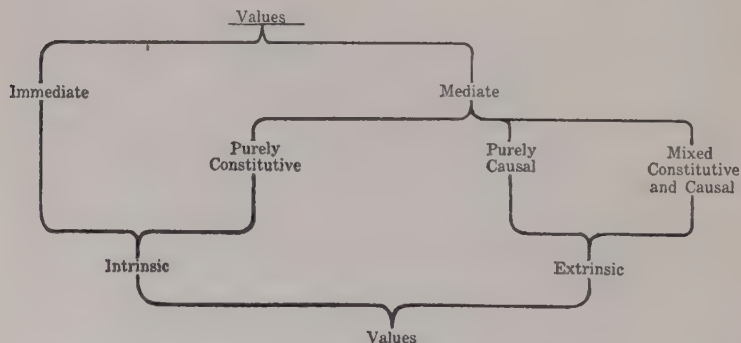 Values
Immediate
Mediate
Purely
Constitutive
Purely
Causal
Mixed
Constitutive
and Causal
Intrinsic
Extrinsic
Values